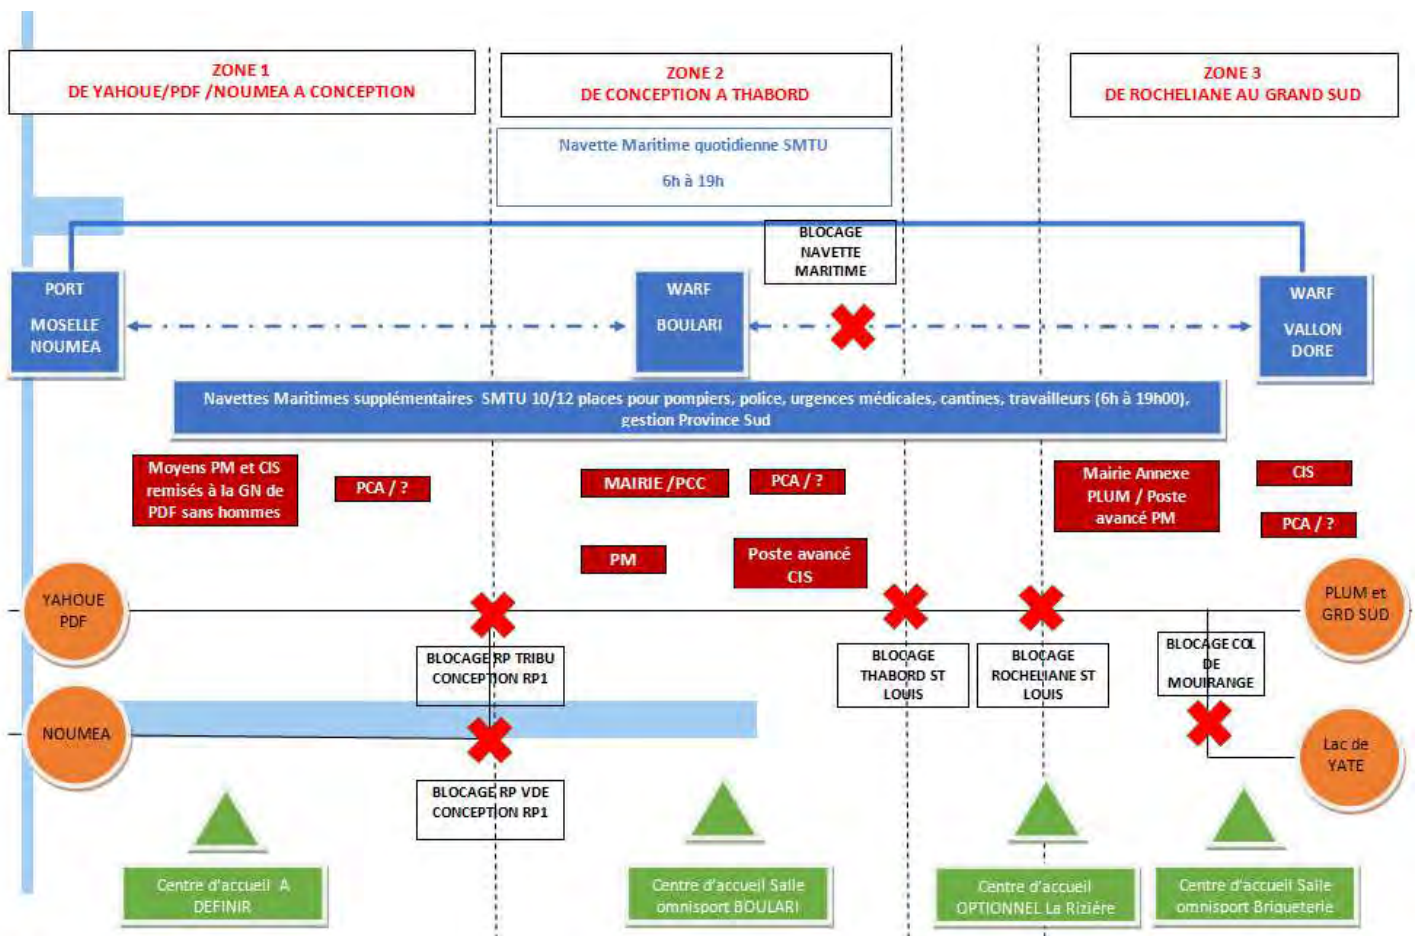 ZONE 1
DE YAHOUE/PDF /NOUMEA A CONCEPTION
ZONE 2
DE CONCEPTION A THABORD
ZONE 3
DE ROCHELIANE AU GRAND SUD
Navette Maritime quotidienne SMTU
6h à 19h
BLOCAGE
NAVETTE
MARITIME
PORT
MOSELLE
NOUMEA
WARF
BOULARI
WARF
VALLON
DORE
Navettes Maritimes supplémentaires SMTU 10/12 places pour pompiers, police, urgences médicales, cantines, travailleurs (6h à 19h00),
gestion Province Sud
Moyens PM et CIS
remisés à la GN de
PDF sans hommes
PCA / ?
MAIRIE /PCC
PCA / ?
Mairie Annexe
PLUM / Poste
avancé PM
CIS
PCA / ?
PM
Poste avancé
CIS
YAHOUE
PDF
PLUM et
GRD SUD
BLOCAGE RP TRIBU
CONCEPTION RP1
BLOCAGE
THABORD ST
LOUIS
BLOCAGE
ROCHELIANE ST
LOUIS
BLOCAGE COL
DE
MOUIRANGE
NOUMEA
Lac de
YATE
BLOCAGE RP VDE
CONCEPTION RP1
Centre d'accueil A
DEFINIR
Centre d'accueil Salle
omnisport BOULARI
Centre d'accueil
OPTIONNEL La Rizière
Centre d'accueil Salle
omnisport Briqueterie